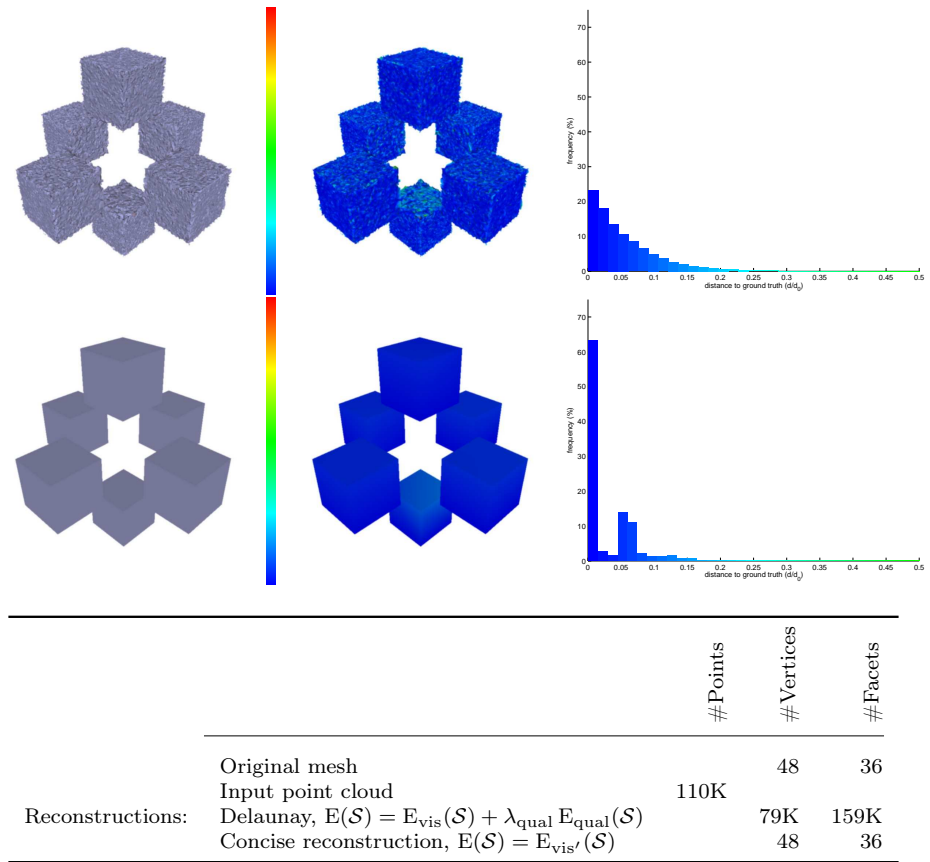 70
60
50
40
30
20
10
0
frequency (%)
0 0.05 0.1 0.15 0.2 0.25 0.3 0.35 0.4 0.45 0.5
distance to ground truth (d/d₀)
70
60
50
40
30
20
10
0
frequency (%)
0 0.05 0.1 0.15 0.2 0.25 0.3 0.35 0.4 0.45 0.5
distance to ground truth (d/d₀)
#Points #Vertices #Facets
Original mesh 48 36
Input point cloud 110K
Reconstructions: Delaunay, E(𝒮) = E_vis(𝒮) + λ_qual E_qual(𝒮) 79K 159K
Concise reconstruction, E(𝒮) = E_vis′(𝒮) 48 36